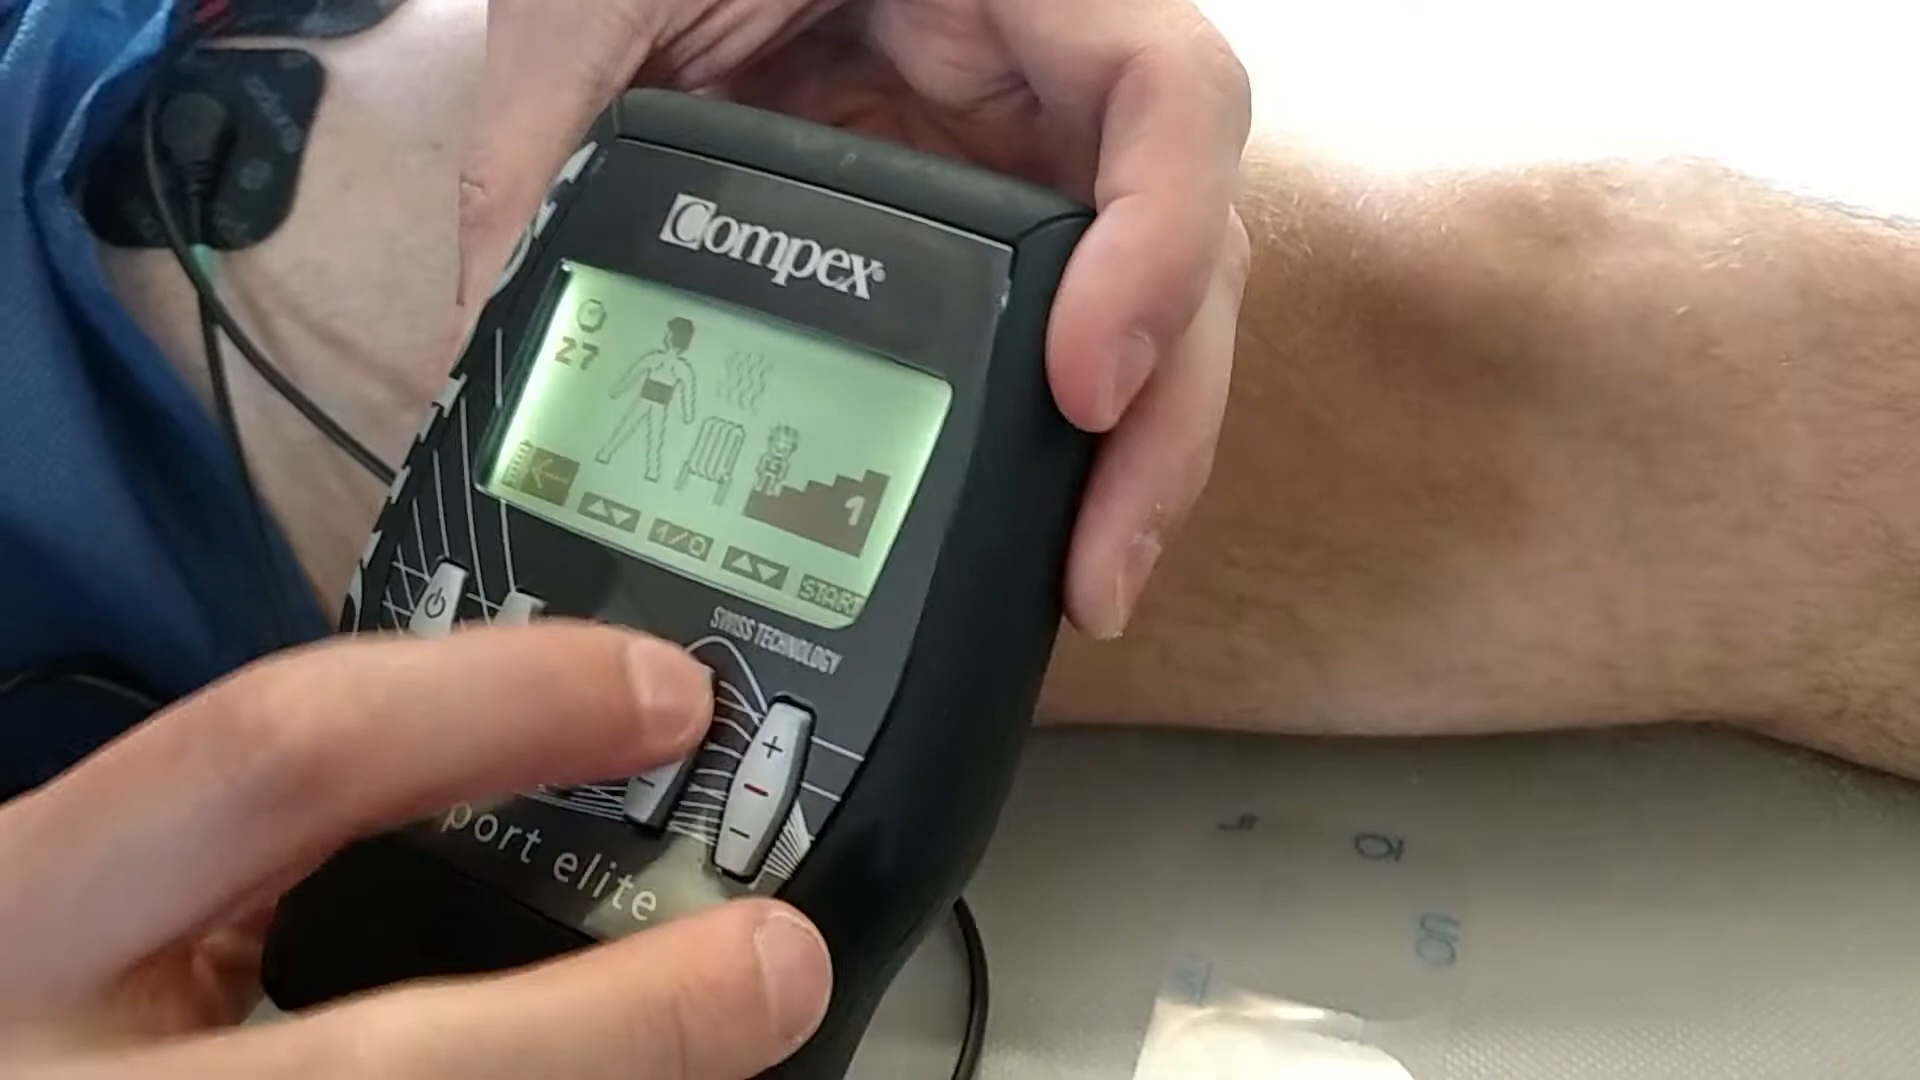 Compex®
27
1
1/0
START
SWISS TECHNOLOGY
+
-
-
port elite